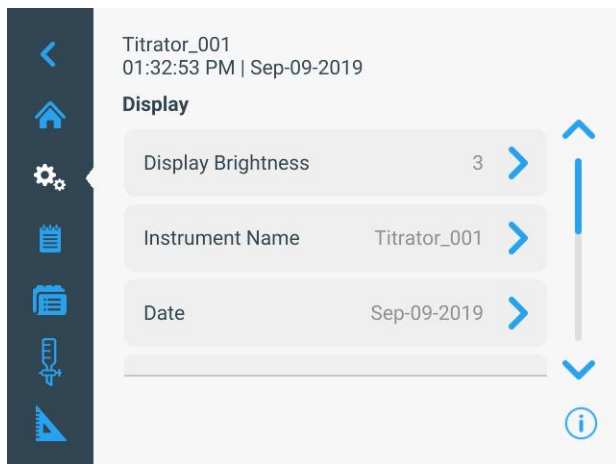 Titrator_001
01:32:53 PM | Sep-09-2019
Display
Display Brightness 3
Instrument Name Titrator_001
Date Sep-09-2019